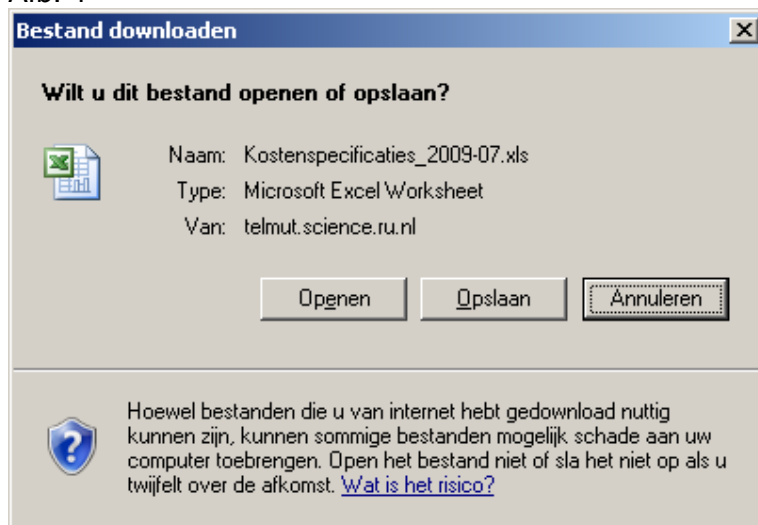 Bestand downloaden
Wilt u dit bestand openen of opslaan?
Naam: Kostenspecificaties_2009-07.xls
Type: Microsoft Excel Worksheet
Van: telmut.science.ru.nl
Openen Opslaan Annuleren
Hoewel bestanden die u van internet hebt gedownload nuttig
kunnen zijn, kunnen sommige bestanden mogelijk schade aan uw
computer toebrengen. Open het bestand niet of sla het niet op als u
twijfelt over de afkomst. Wat is het risico?